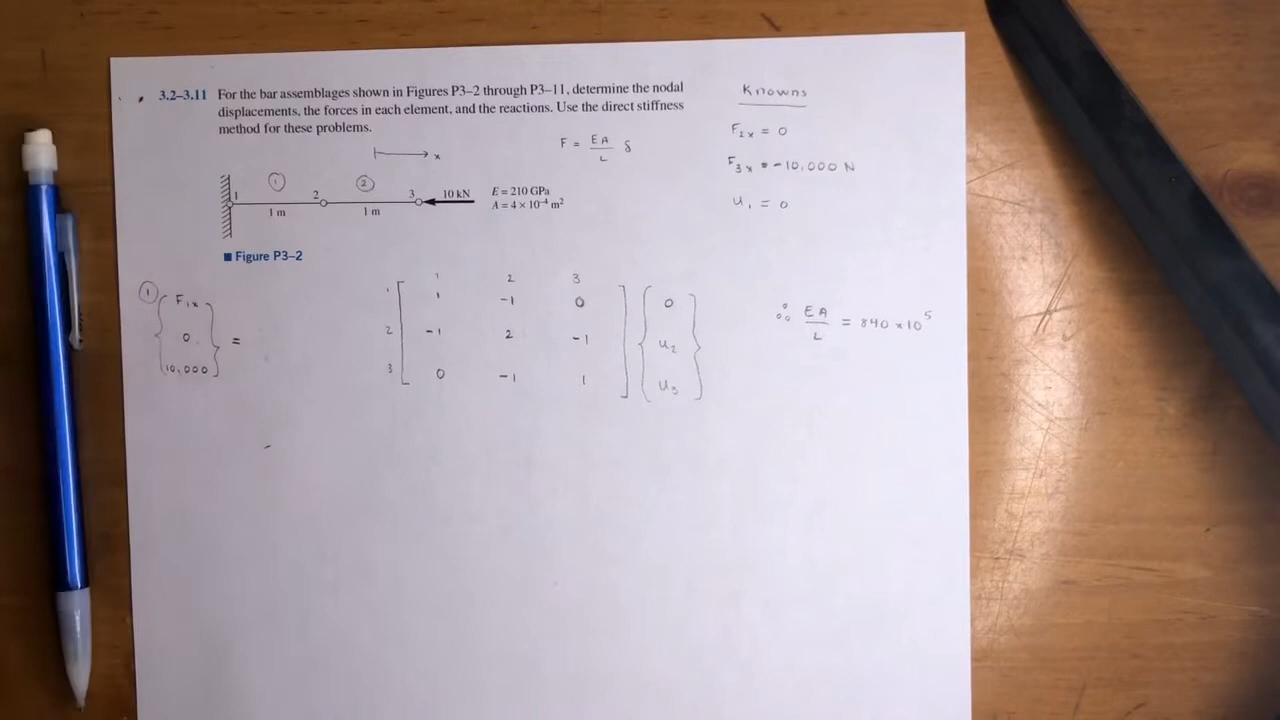 3.2–3.11 For the bar assemblages shown in Figures P3–2 through P3–11, determine the nodal
displacements, the forces in each element, and the reactions. Use the direct stiffness
method for these problems.
Knowns
F2x = 0
F3x = -10,000 N
u1 = 0
F = EA/L δ
x
1 2
1 2 3 10 kN
1 m 1 m
E = 210 GPa
A = 4 × 10⁻⁴ m²
■ Figure P3–2
1
1 2 3
F1x 1 1 -1 0 0
0 = 2 -1 2 -1 u2
10,000 3 0 -1 1 u3
∴ EA/L = 840 × 10⁵